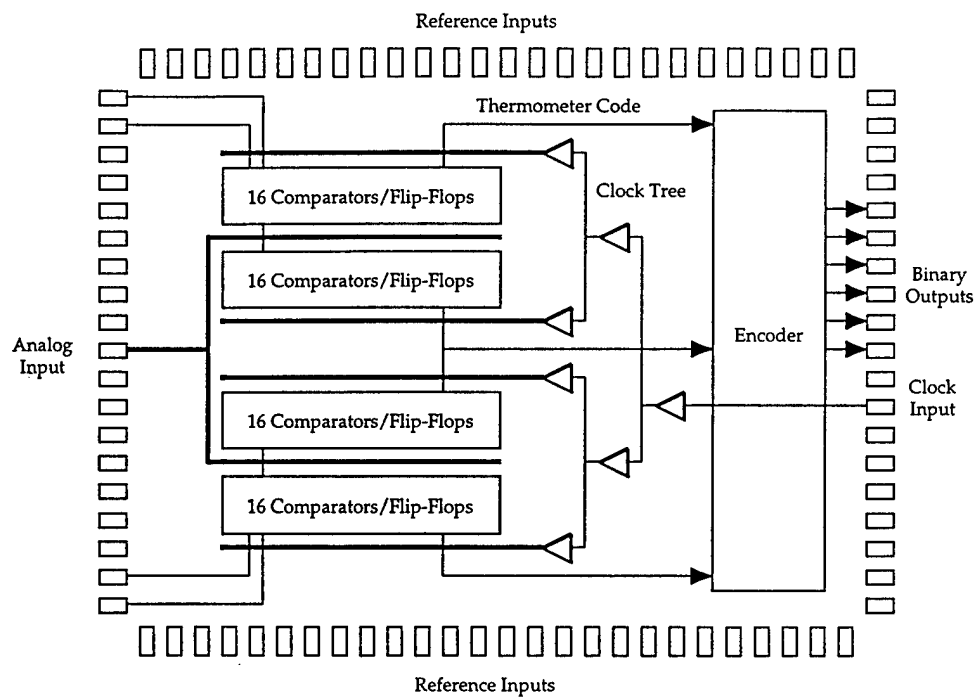 Reference Inputs
Thermometer Code
16 Comparators/Flip-Flops
Clock Tree
16 Comparators/Flip-Flops
Binary
Outputs
Encoder
Analog
Input
Clock
Input
16 Comparators/Flip-Flops
16 Comparators/Flip-Flops
Reference Inputs